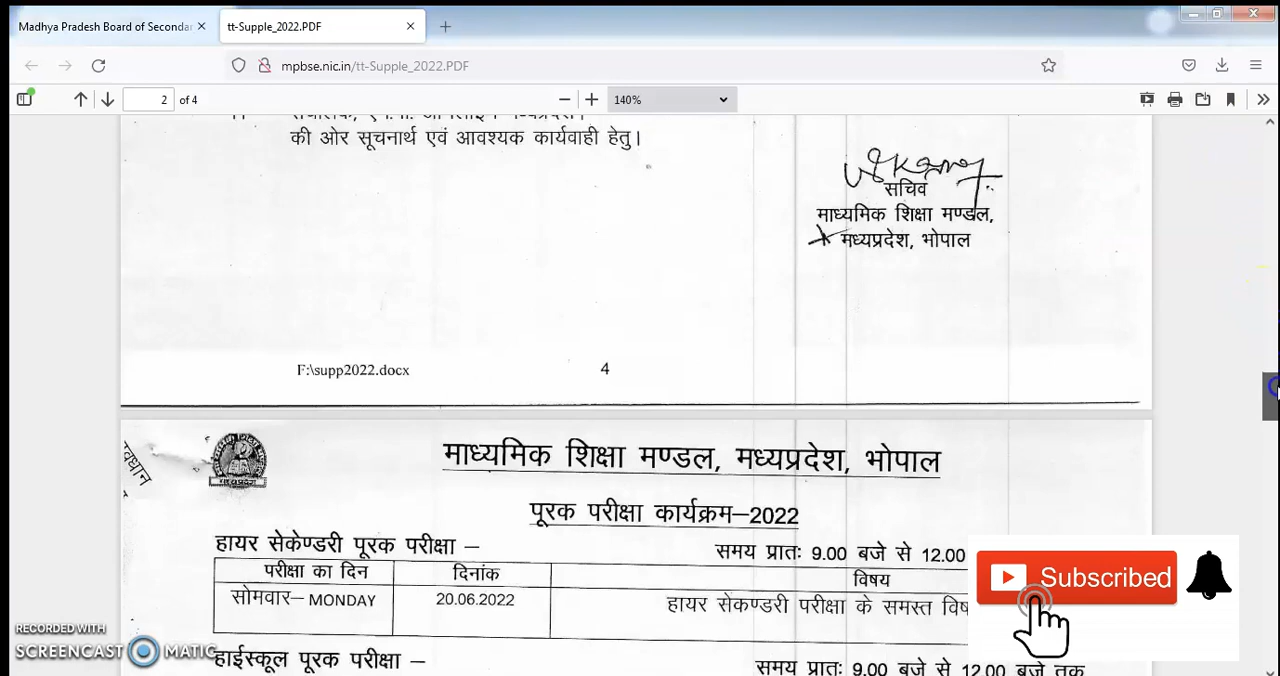 Madhya Pradesh Board of Secondar
tt-Supple_2022.PDF
mpbse.nic.in/tt-Supple_2022.PDF
2 of 4
140%
की ओर सूचनार्थ एवं आवश्यक कार्यवाही हेतु।
सचिव
माध्यमिक शिक्षा मण्डल,
मध्यप्रदेश, भोपाल
F:\supp2022.docx
4
माध्यमिक शिक्षा मण्डल, मध्यप्रदेश, भोपाल
पूरक परीक्षा कार्यक्रम–2022
हायर सेकेण्डरी पूरक परीक्षा – समय प्रातः 9.00 बजे से 12.00
परीक्षा का दिन दिनांक विषय
सोमवार– MONDAY 20.06.2022 हायर सेकण्डरी परीक्षा के समस्त
Subscribed
RECORDED WITH
SCREENCAST MATIC
हाईस्कूल पूरक परीक्षा – समय प्रातः 9.00 बजे से 12.00 बजे तक